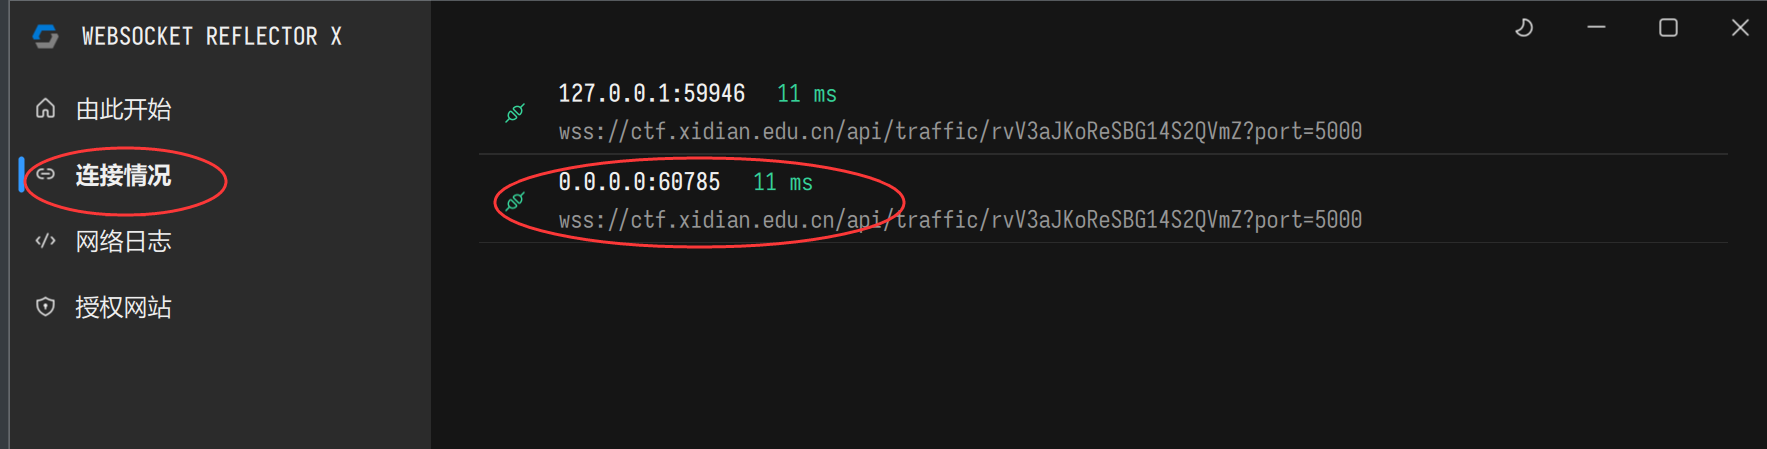 WEBSOCKET REFLECTOR X
由此开始
连接情况
网络日志
授权网站
127.0.0.1:59946 11 ms
wss://ctf.xidian.edu.cn/api/traffic/rvV3aJKoReSBG14S2QVmZ?port=5000
0.0.0.0:60785 11 ms
wss://ctf.xidian.edu.cn/api/traffic/rvV3aJKoReSBG14S2QVmZ?port=5000